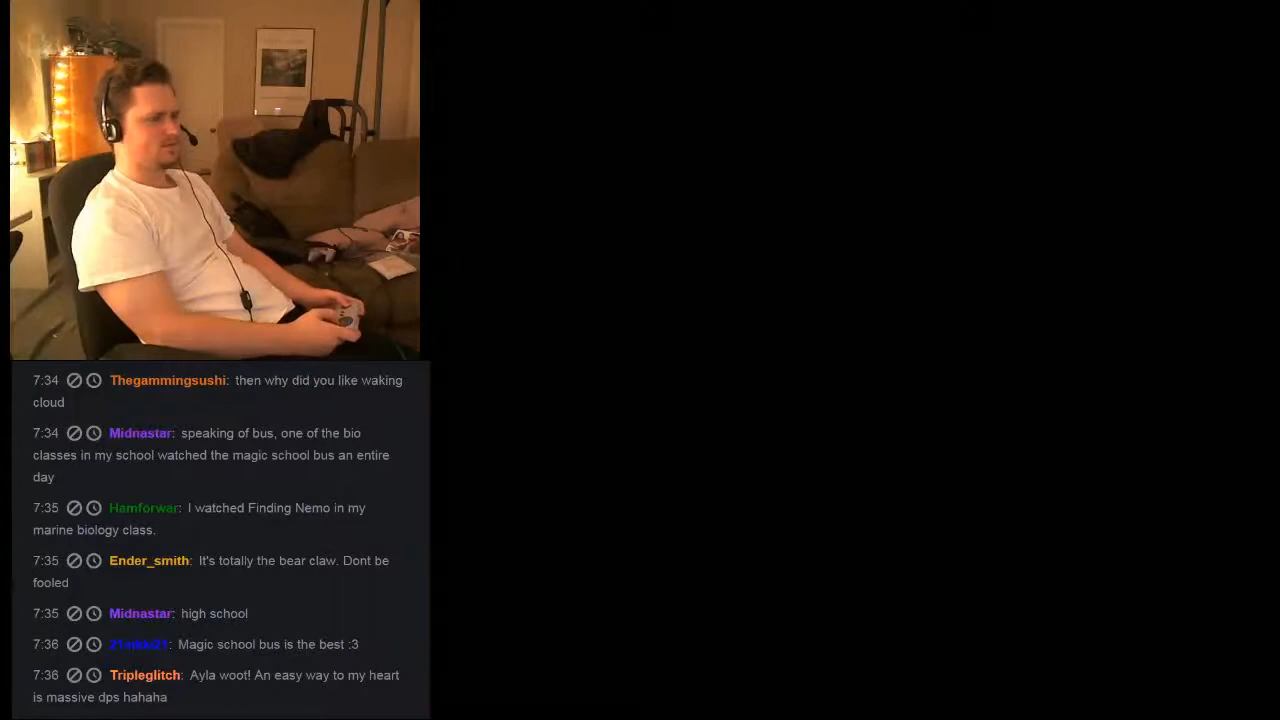 7:34 Thegammingsushi: then why did you like waking
cloud
7:34 Midnastar: speaking of bus, one of the bio
classes in my school watched the magic school bus an entire
day
7:35 Hamforwar: I watched Finding Nemo in my
marine biology class.
7:35 Ender_smith: It's totally the bear claw. Dont be
fooled
7:35 Midnastar: high school
7:36 : Magic school bus is the best :3
7:36 Tripleglitch: Ayla woot! An easy way to my heart
is massive dps hahaha